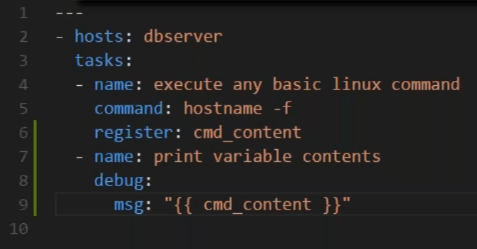 1 ---
2 - hosts: dbserver
3   tasks:
4   - name: execute any basic linux command
5     command: hostname -f
6     register: cmd_content
7   - name: print variable contents
8     debug:
9       msg: "{{ cmd_content }}"
10